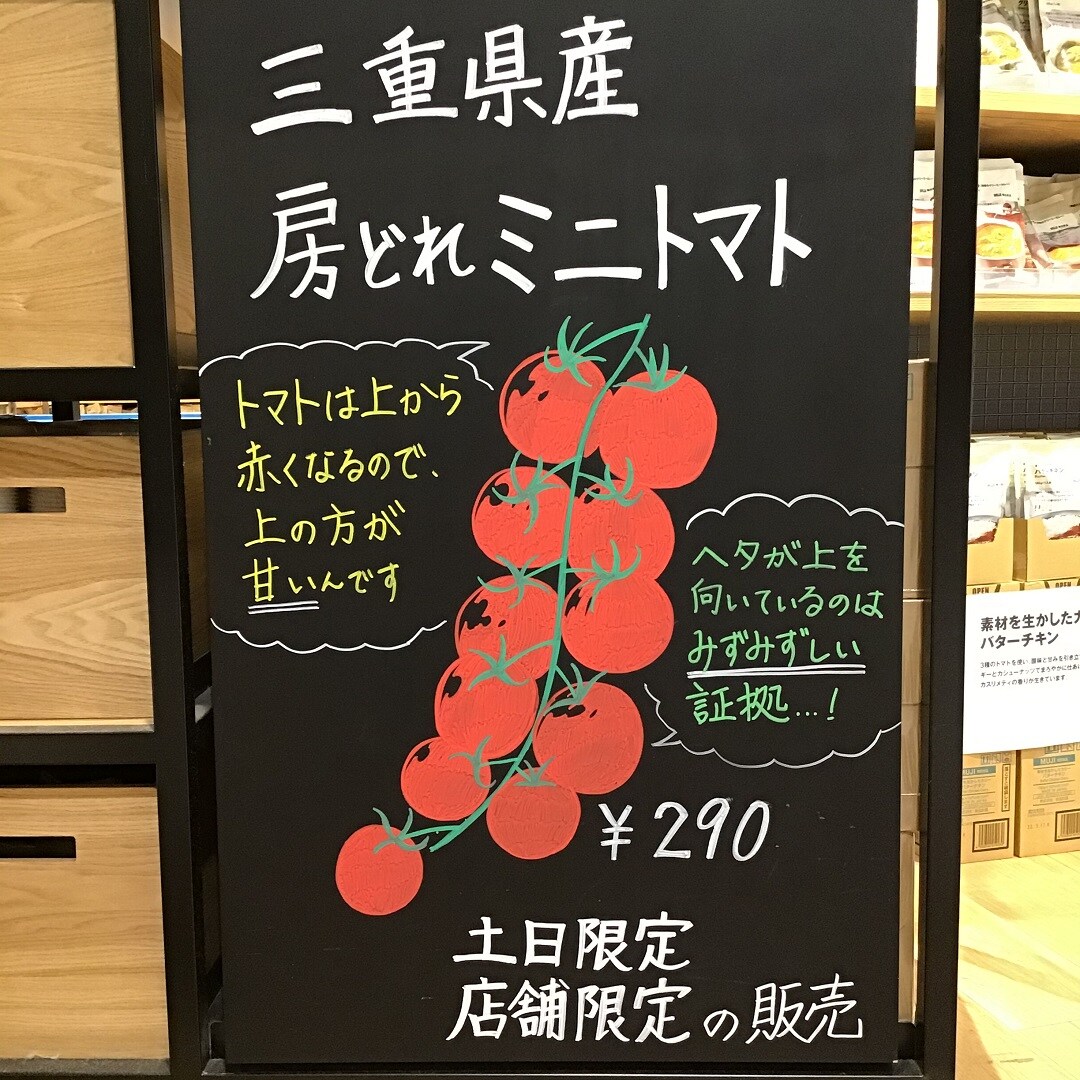 三重県産
房どれミニトマト
トマトは上から
赤くなるので、
上の方が
甘いんです
ヘタが上を
向いているのは
みずみずしい
証拠…！
￥290
土日限定
店舗限定の販売
OPEN
OPEN
素材を生かした
バターチキン
MUJI